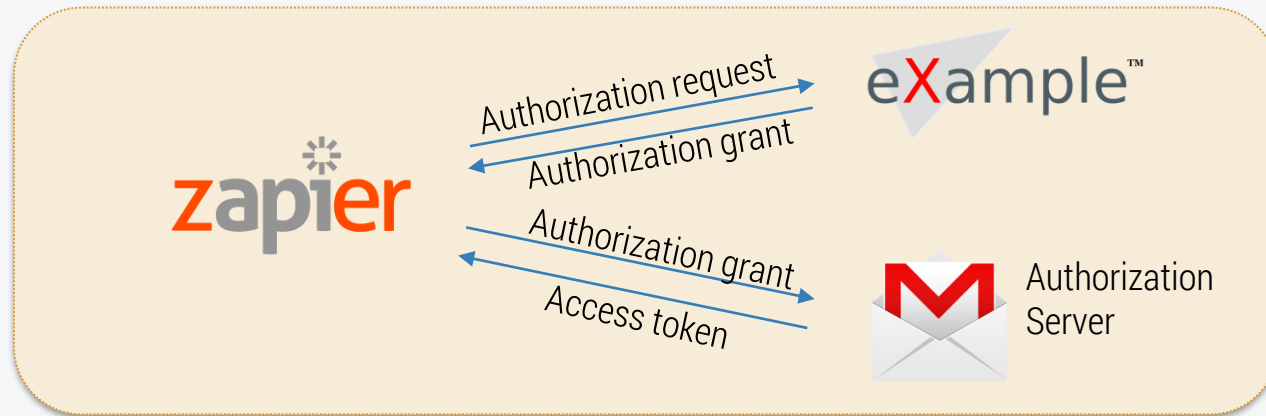 Authorization request
eXample™
Authorization grant
zapier
Authorization grant
Access token
Authorization
Server